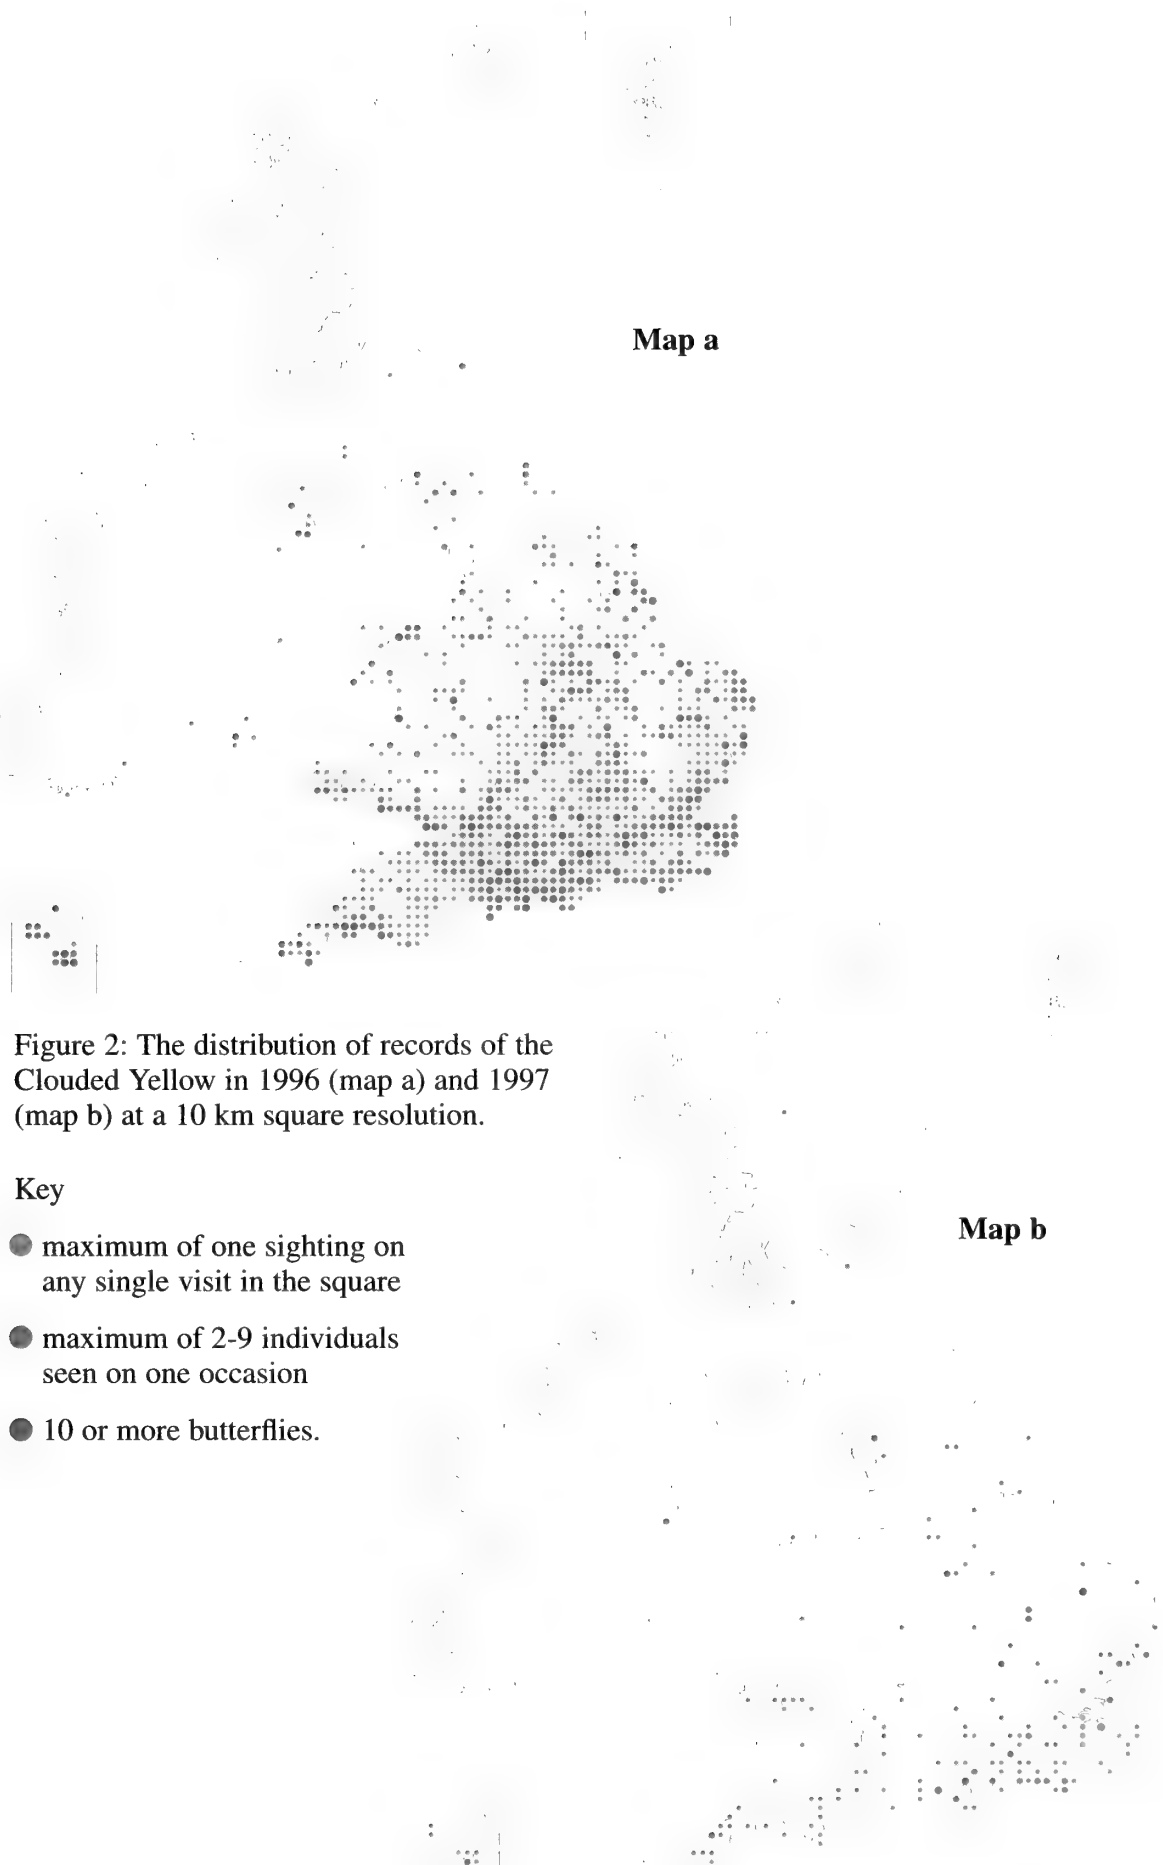 Map a
Figure 2: The distribution of records of the
Clouded Yellow in 1996 (map a) and 1997
(map b) at a 10 km square resolution.
Key
maximum of one sighting on
any single visit in the square
maximum of 2-9 individuals
seen on one occasion
10 or more butterflies.
Map b